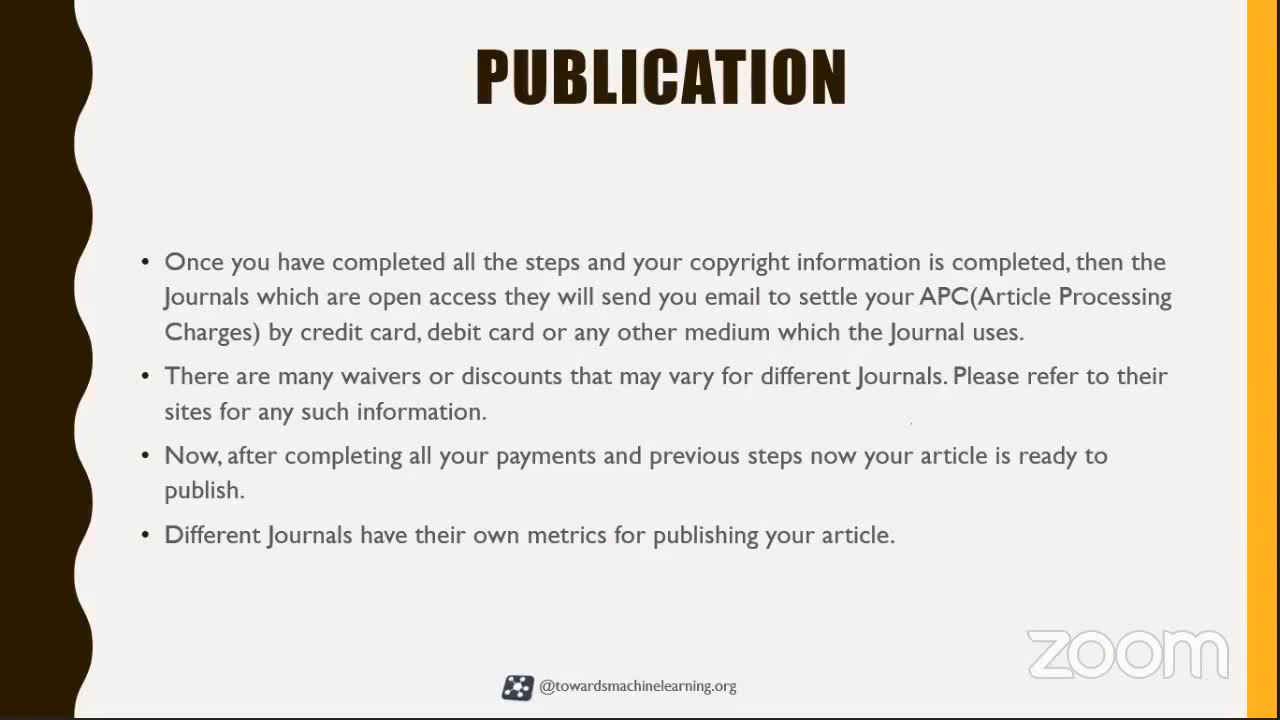 PUBLICATION
• Once you have completed all the steps and your copyright information is completed, then the
Journals which are open access they will send you email to settle your APC(Article Processing
Charges) by credit card, debit card or any other medium which the Journal uses.
• There are many waivers or discounts that may vary for different Journals. Please refer to their
sites for any such information.
• Now, after completing all your payments and previous steps now your article is ready to
publish.
• Different Journals have their own metrics for publishing your article.
zoom
@towardsmachinelearning.org